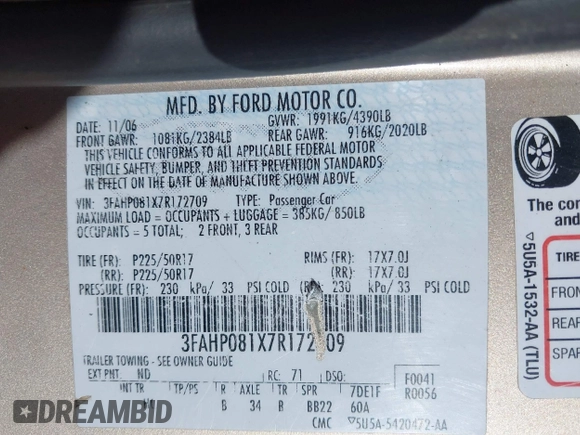 MFD. BY FORD MOTOR CO.
DATE: 11/06 GVWR: 1991KG/4390LB
FRONT GAWR: 1081KG/2384LB REAR GAWR: 916KG/2020LB
THIS VEHICLE CONFORMS TO ALL APPLICABLE FEDERAL MOTOR
VEHICLE SAFETY, BUMPER, AND THEFT PREVENTION STANDARDS
IN EFFECT ON THE DATE OF MANUFACTURE SHOWN ABOVE.
VIN: 3FAHP081X7R172709 TYPE: Passenger Car
MAXIMUM LOAD = OCCUPANTS + LUGGAGE = 385KG/ 850LB
OCCUPANTS = 5 TOTAL; 2 FRONT, 3 REAR
TIRE (FR): P225/50R17 RIMS (FR): 17X7.0J
(RR): P225/50R17 (RR): 17X7.0J
PRESSURE (FR): 230 kPa/ 33 PSI COLD 230 kPa/ 33 PSI COLD
3FAHP081X7R172709
TRAILER TOWING - SEE OWNER GUIDE
EXT PNT: ND RC: 71 DSO: F0041
R0056
INT TR TP/PS R AXLE TR SPR 7DE1F
B 34 R BB22 60A
CMC 5U5A-5420472-AA
The con
and
TIRE
FRON
REAR
SPAR
5U5A-1532-AA (TLU)
DREAMBID